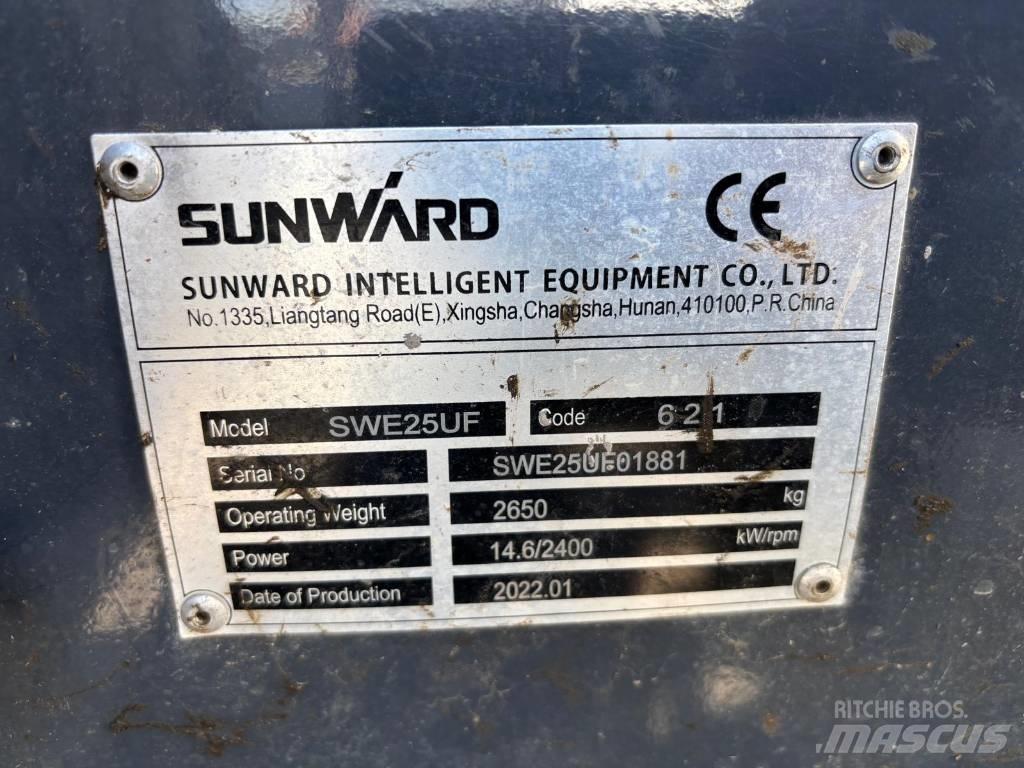 SUNWARD CE
SUNWARD INTELLIGENT EQUIPMENT CO., LTD.
No.1335,Liangtang Road(E),Xingsha,Changsha,Hunan,410100,P.R.China
Model SWE25UF Code 621
Serial No SWE25UF01881
Operating Weight 2650 kg
Power 14.6/2400 kW/rpm
Date of Production 2022.01
RITCHIE BROS.
MASCUS